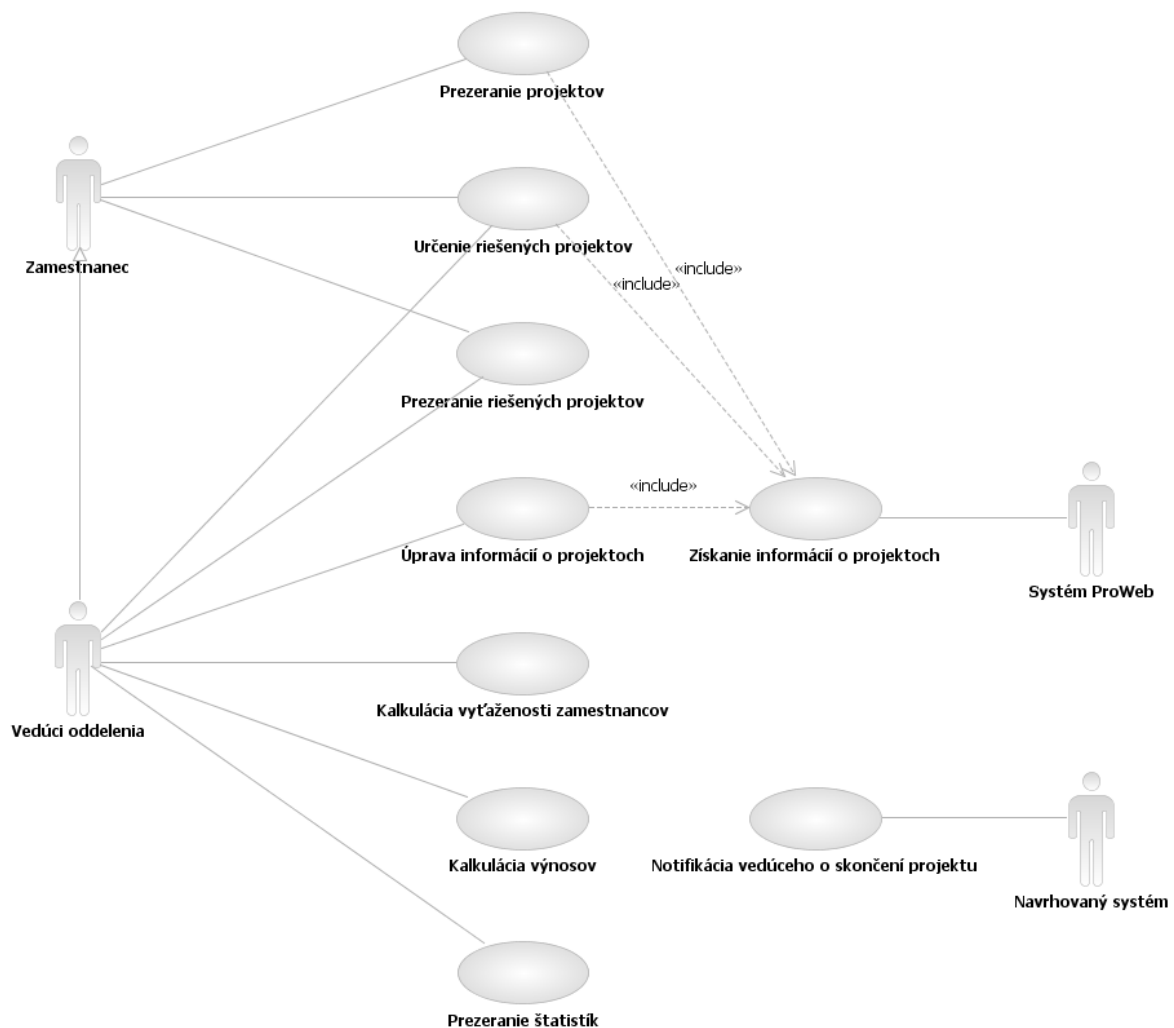 Prezeranie projektov
Zamestnanec
Určenie riešených projektov
«include»
«include»
Prezeranie riešených projektov
«include»
Úprava informácií o projektoch
Získanie informácií o projektoch
Systém ProWeb
Vedúci oddelenia
Kalkulácia vyťaženosti zamestnancov
Kalkulácia výnosov
Notifikácia vedúceho o skončení projektu
Navrhovaný systém
Prezeranie štatistík